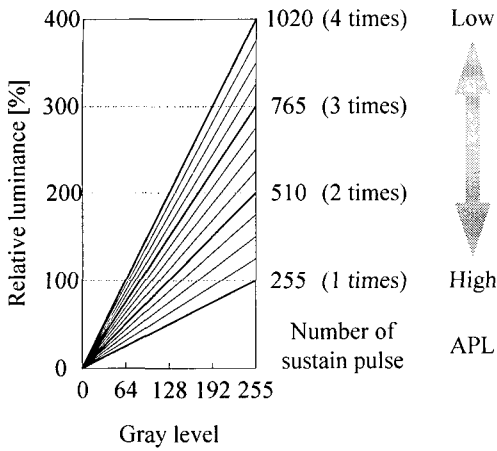 Relative luminance [%]
400
300
200
100
0
0 64 128 192 255
Gray level
1020 (4 times)
765 (3 times)
510 (2 times)
255 (1 times)
Number of
sustain pulse
Low
High
APL